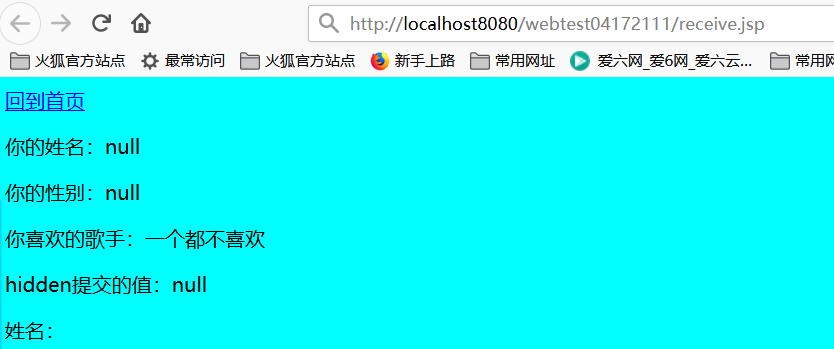 http://localhost8080/webtest04172111/receive.jsp
火狐官方站点 最常访问 火狐官方站点 新手上路 常用网址 爱六网_爱6网_爱六云... 常用网
回到首页
你的姓名：null
你的性别：null
你喜欢的歌手：一个都不喜欢
hidden提交的值：null
姓名：